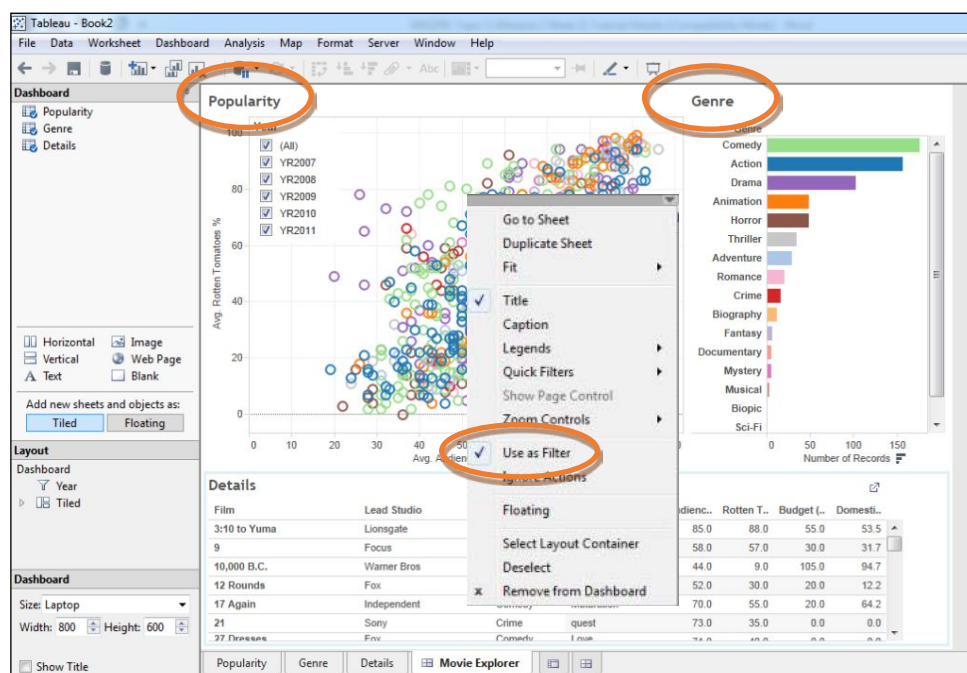 Tableau - Book2
File Data Worksheet Dashboard Analysis Map Format Server Window Help
Abc
Dashboard
Popularity
Genre
Details
Horizontal Image
Vertical Web Page
A Text Blank
Add new sheets and objects as:
Tiled Floating
Layout
Dashboard
Year
Tiled
Dashboard
Size: Laptop
Width: 800 Height: 600
Show Title
Popularity
Year
(All)
YR2007
YR2008
YR2009
YR2010
YR2011
Avg. Rotten Tomatoes %
100
80
60
40
20
0
0 10 20 30 40 50
Avg. Audien
Go to Sheet
Duplicate Sheet
Fit
Title
Caption
Legends
Quick Filters
Show Page Control
Zoom Controls
Use as Filter
Ignore Actions
Floating
Select Layout Container
Deselect
x Remove from Dashboard
Genre
Genre
Comedy
Action
Drama
Animation
Horror
Thriller
Adventure
Romance
Crime
Biography
Fantasy
Documentary
Mystery
Musical
Biopic
Sci-Fi
0 50 100 150
Number of Records
Details
Film Lead Studio dienc.. Rotten T.. Budget (.. Domesti..
3:10 to Yuma Lionsgate 85.0 88.0 55.0 53.5
9 Focus 58.0 57.0 30.0 31.7
10,000 B.C. Warner Bros 44.0 9.0 105.0 94.7
12 Rounds Fox 52.0 30.0 20.0 12.2
17 Again Independent Comedy Maturation 70.0 55.0 20.0 64.2
21 Sony Crime quest 73.0 35.0 0.0 0.0
27 Dresses Fox Comedy Love
Popularity Genre Details Movie Explorer